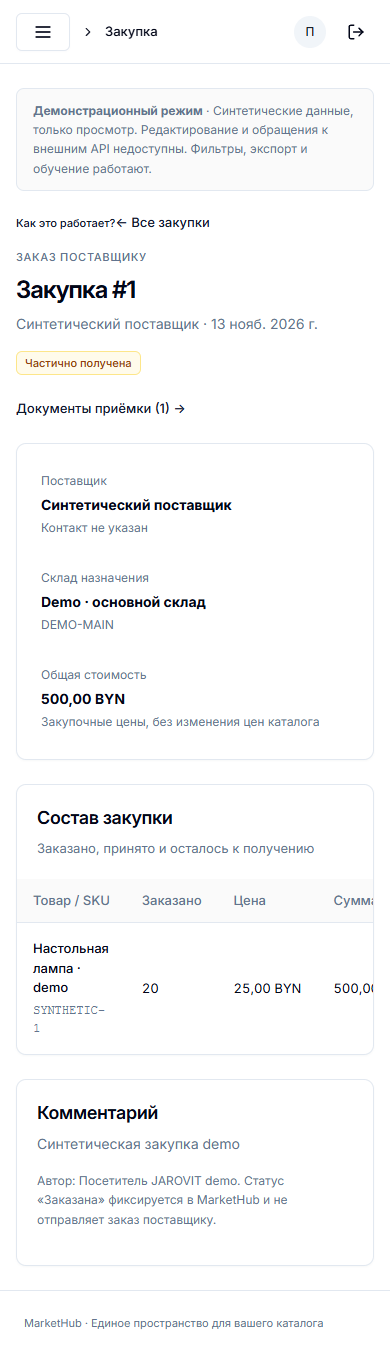 Закупка
П
Демонстрационный режим · Синтетические данные,
только просмотр. Редактирование и обращения к
внешним API недоступны. Фильтры, экспорт и
обучение работают.
Как это работает?← Все закупки
ЗАКАЗ ПОСТАВЩИКУ
Закупка #1
Синтетический поставщик · 13 нояб. 2026 г.
Частично получена
Документы приёмки (1) →
Поставщик
Синтетический поставщик
Контакт не указан
Склад назначения
Demo · основной склад
DEMO-MAIN
Общая стоимость
500,00 BYN
Закупочные цены, без изменения цен каталога
Состав закупки
Заказано, принято и осталось к получению
Товар / SKU Заказано Цена Сумма
Настольная
лампа ·
demo
SYNTHETIC-
1
20 25,00 BYN 500,00
Комментарий
Синтетическая закупка demo
Автор: Посетитель JAROVIT demo. Статус
«Заказана» фиксируется в MarketHub и не
отправляет заказ поставщику.
MarketHub · Единое пространство для вашего каталога